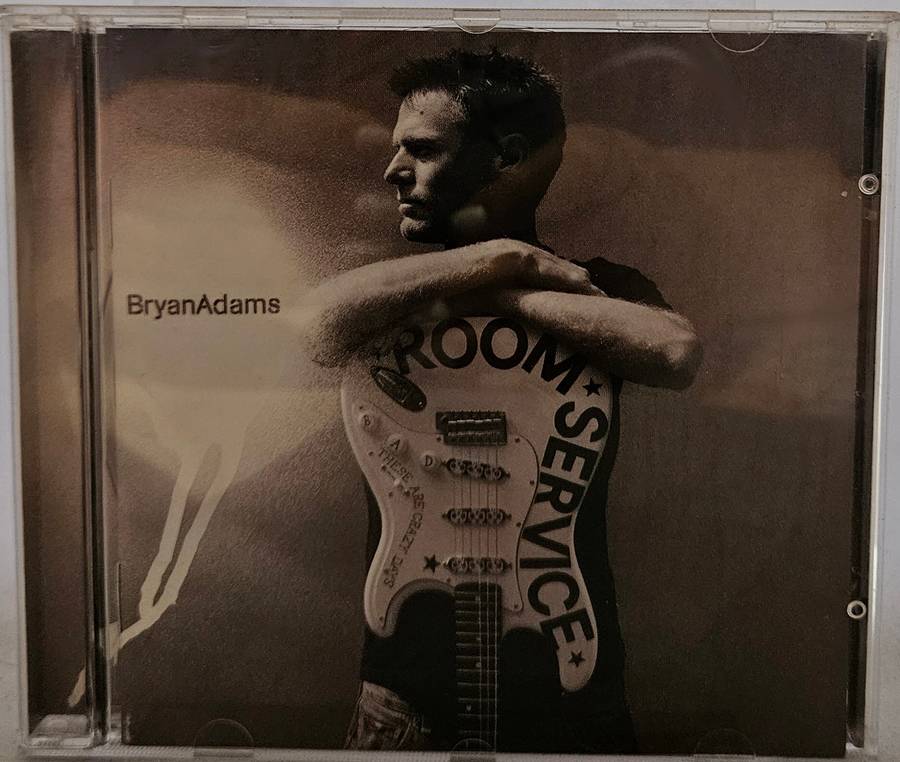 BryanAdams
ROOM★SERVICE★
B A D
THESE ARE CRAZY DAYS